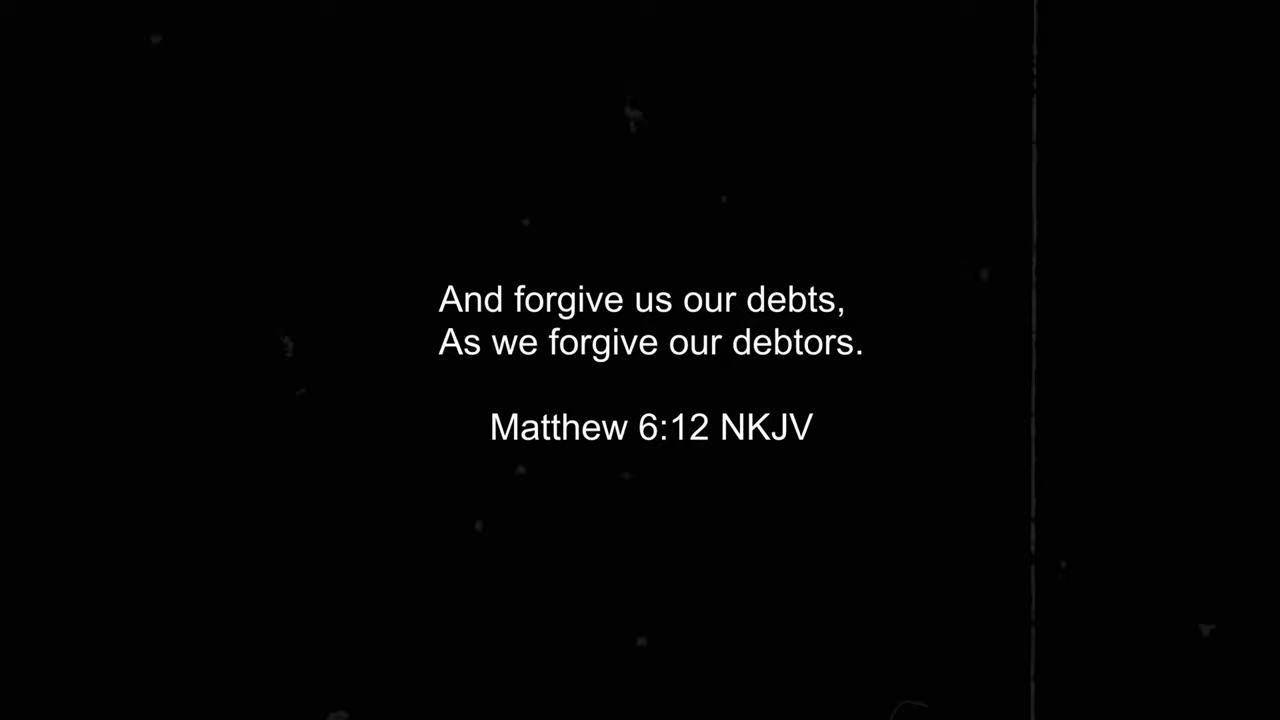 And forgive us our debts,
As we forgive our debtors.
Matthew 6:12 NKJV